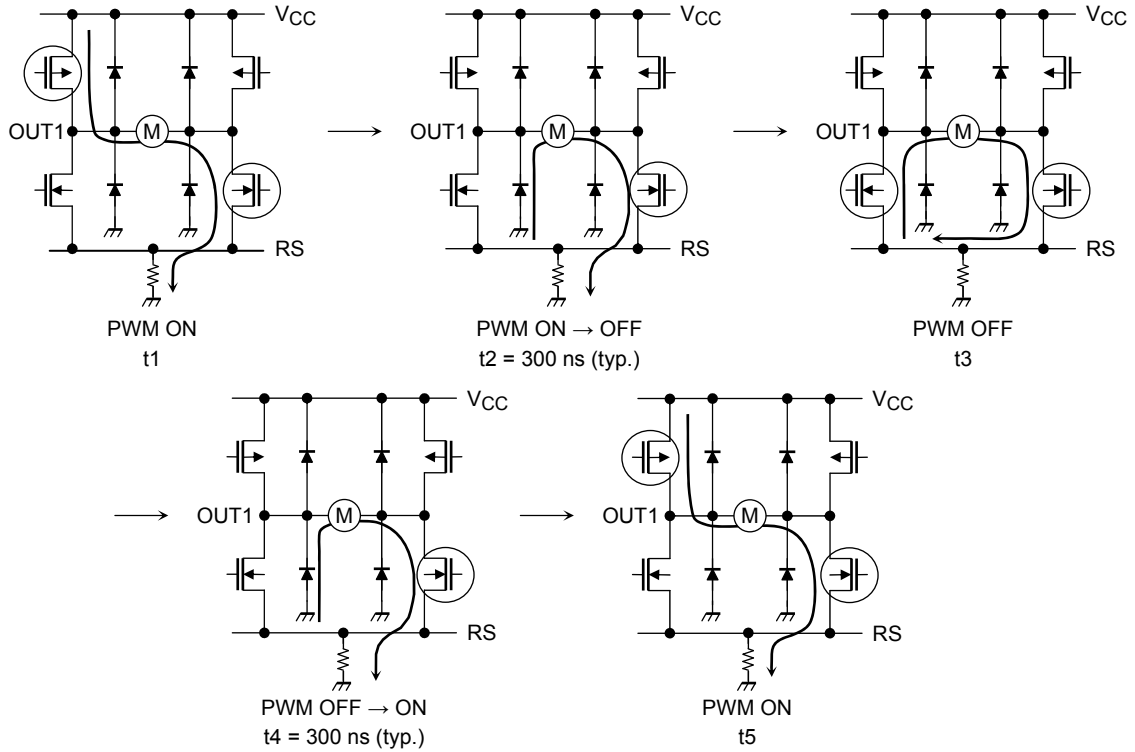 VCC
OUT1
M
RS
PWM ON
t1
VCC
OUT1
M
RS
PWM ON → OFF
t2 = 300 ns (typ.)
VCC
OUT1
M
RS
PWM OFF
t3
VCC
OUT1
M
RS
PWM OFF → ON
t4 = 300 ns (typ.)
VCC
OUT1
M
RS
PWM ON
t5